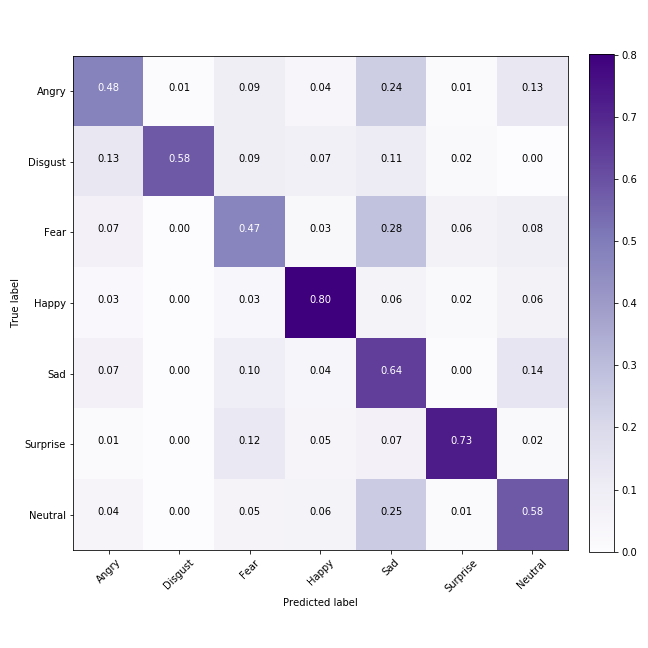 Angry 0.48 0.01 0.09 0.04 0.24 0.01 0.13
Disgust 0.13 0.58 0.09 0.07 0.11 0.02 0.00
Fear 0.07 0.00 0.47 0.03 0.28 0.06 0.08
Happy 0.03 0.00 0.03 0.80 0.06 0.02 0.06
Sad 0.07 0.00 0.10 0.04 0.64 0.00 0.14
Surprise 0.01 0.00 0.12 0.05 0.07 0.73 0.02
Neutral 0.04 0.00 0.05 0.06 0.25 0.01 0.58
Angry Disgust Fear Happy Sad Surprise Neutral
Predicted label
True label
0.8
0.7
0.6
0.5
0.4
0.3
0.2
0.1
0.0